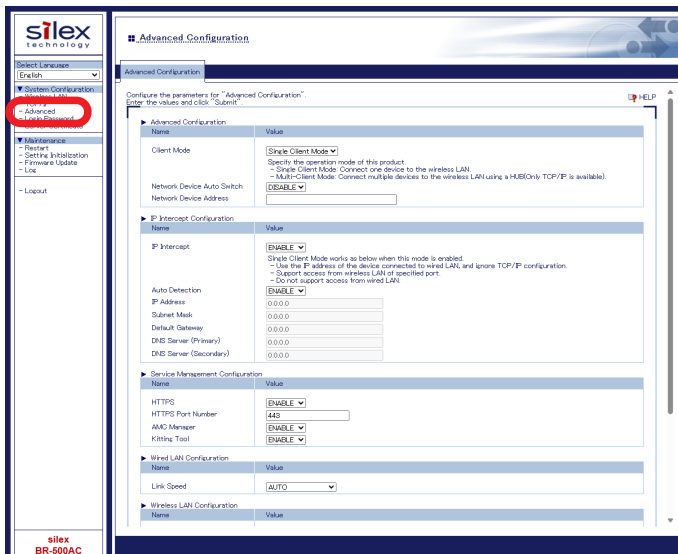 silex
technology
Select Language
English
▼ System Configuration
- Wireless LAN
- TCP/IP
- Advanced
- Login Password
- Server Certificate
▼ Maintenance
- Restart
- Setting Initialization
- Firmware Update
- Log
- Logout
silex
BR-500AC
Advanced Configuration
Advanced Configuration
Configure the parameters for "Advanced Configuration".
Enter the values and click "Submit".
HELP
▶ Advanced Configuration
Name Value
Client Mode Single Client Mode
Specify the operation mode of this product.
- Single Client Mode: Connect one device to the wireless LAN.
- Multi-Client Mode: Connect multiple devices to the wireless LAN using a HUB(Only TCP/IP is available).
Network Device Auto Switch DISABLE
Network Device Address
▶ IP Intercept Configuration
Name Value
IP Intercept ENABLE
Single Client Mode works as below when this mode is enabled.
- Use the IP address of the device connected to wired LAN, and ignore TCP/IP configuration.
- Support access from wireless LAN of specified port.
- Do not support access from wired LAN.
Auto Detection ENABLE
IP Address 0.0.0.0
Subnet Mask 0.0.0.0
Default Gateway 0.0.0.0
DNS Server (Primary) 0.0.0.0
DNS Server (Secondary) 0.0.0.0
▶ Service Management Configuration
Name Value
HTTPS ENABLE
HTTPS Port Number 443
AMC Manager ENABLE
Kitting Tool ENABLE
▶ Wired LAN Configuration
Name Value
Link Speed AUTO
▶ Wireless LAN Configuration
Name Value